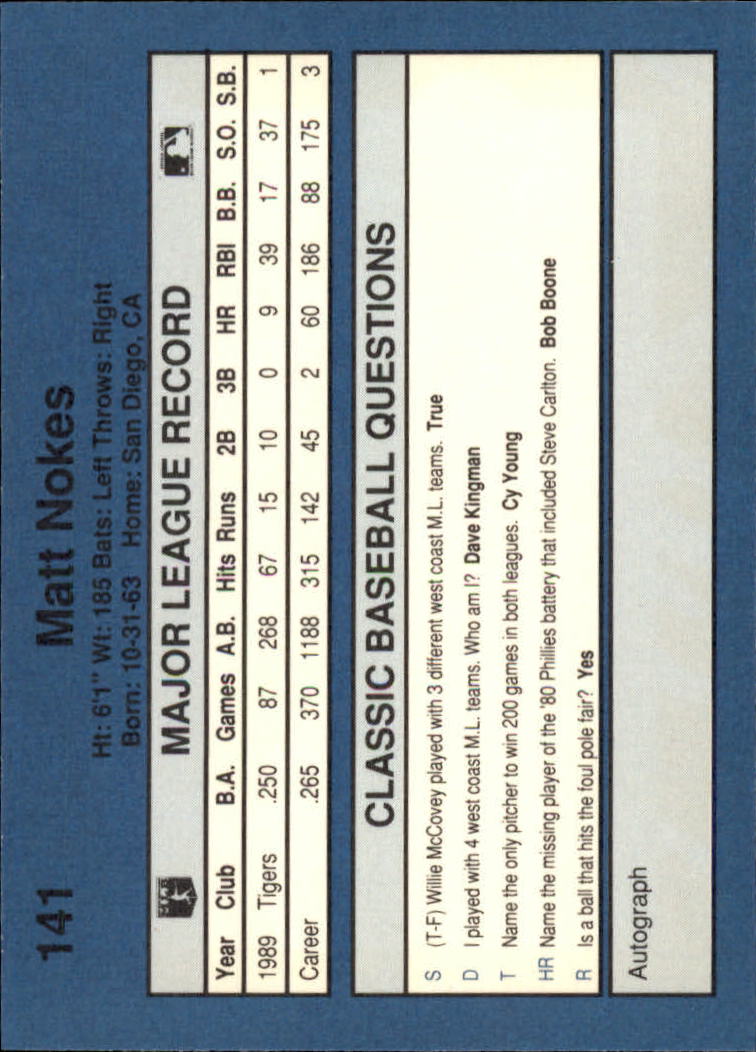 141 Matt Nokes
Ht: 6'1" Wt: 185 Bats: Left Throws: Right
Born: 10-31-63 Home: San Diego, CA
MAJOR LEAGUE RECORD
Year Club B.A. Games A.B. Hits Runs 2B 3B HR RBI B.B. S.O. S.B.
1989 Tigers .250 87 268 67 15 10 0 9 39 17 37 1
Career .265 370 1188 315 142 45 2 60 186 88 175 3
CLASSIC BASEBALL QUESTIONS
S (T-F) Willie McCovey played with 3 different west coast M.L. teams. True
D I played with 4 west coast M.L. teams. Who am I? Dave Kingman
T Name the only pitcher to win 200 games in both leagues. Cy Young
HR Name the missing player of the '80 Phillies battery that included Steve Carlton. Bob Boone
R Is a ball that hits the foul pole fair? Yes
Autograph